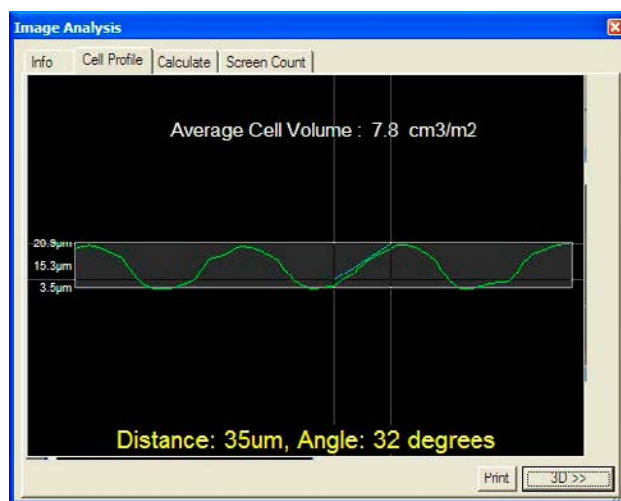 Image Analysis
Info Cell Profile Calculate Screen Count
Average Cell Volume : 7.8 cm3/m2
20.9µm
15.3µm
3.5µm
Distance: 35um, Angle: 32 degrees
Print 3D >>